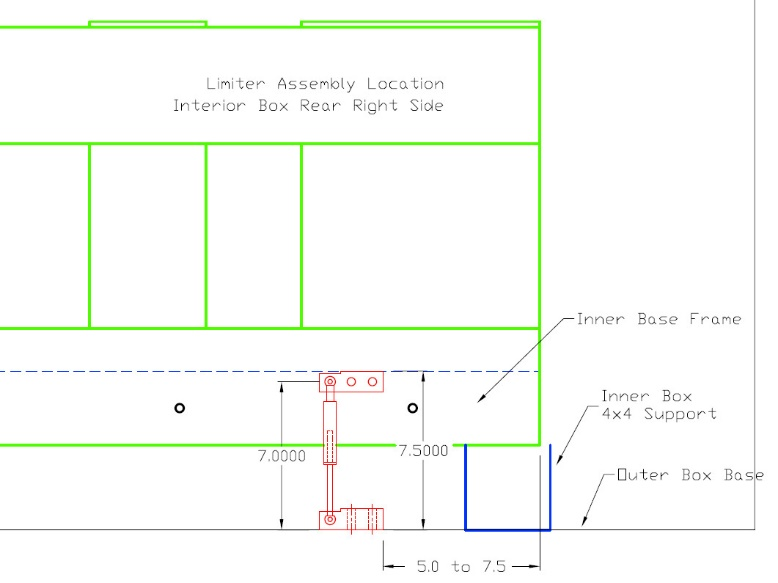 Limiter Assembly Location
Interior Box Rear Right Side
Inner Base Frame
Inner Box
4x4 Support
7.0000
7.5000
Outer Box Base
5.0 to 7.5